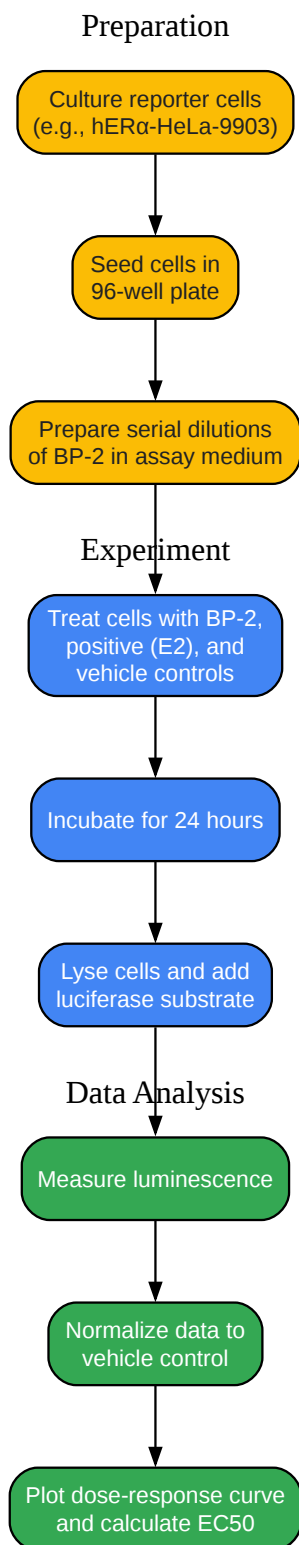 Preparation
Culture reporter cells
(e.g., hERα-HeLa-9903)
Seed cells in
96-well plate
Prepare serial dilutions
of BP-2 in assay medium
Experiment
Treat cells with BP-2,
positive (E2), and
vehicle controls
Incubate for 24 hours
Lyse cells and add
luciferase substrate
Data Analysis
Measure luminescence
Normalize data to
vehicle control
Plot dose-response curve
and calculate EC50